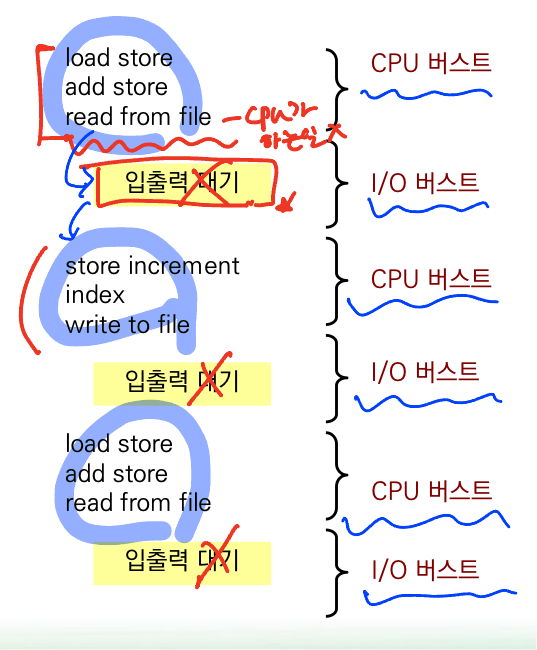 load store
add store
read from file
CPU 버스트
cpu가
하는일 X
입출력 대기
I/O 버스트
store increment
index
write to file
CPU 버스트
입출력 대기
I/O 버스트
load store
add store
read from file
CPU 버스트
입출력 대기
I/O 버스트